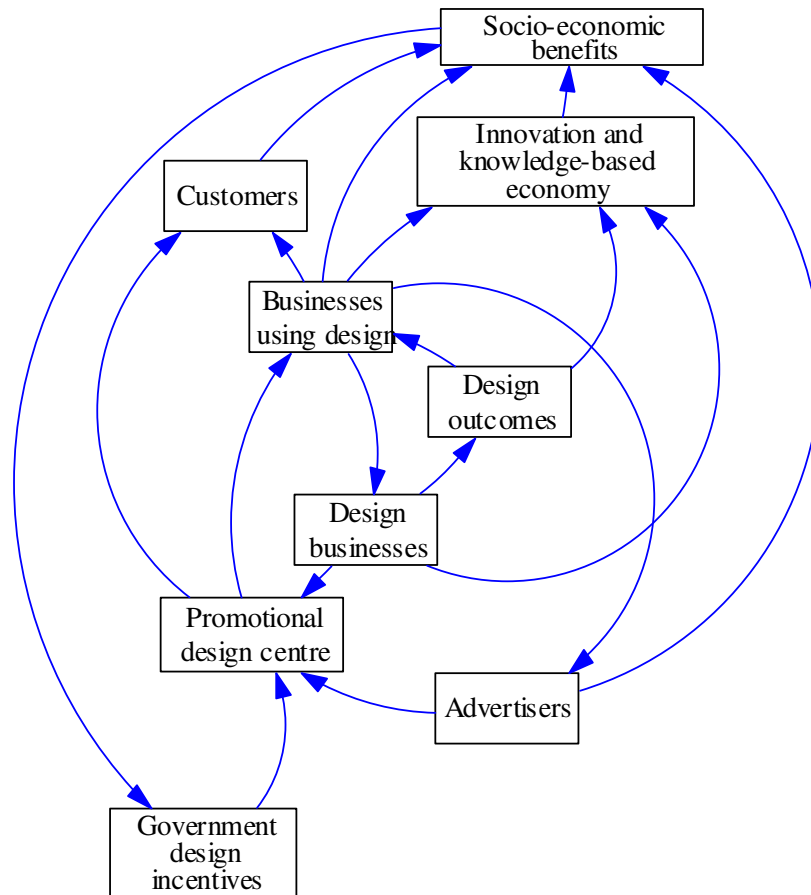 Socio-economic
benefits
Innovation and
knowledge-based
economy
Customers
Businesses
using design
Design
outcomes
Design
businesses
Promotional
design centre
Advertisers
Government
design
incentives